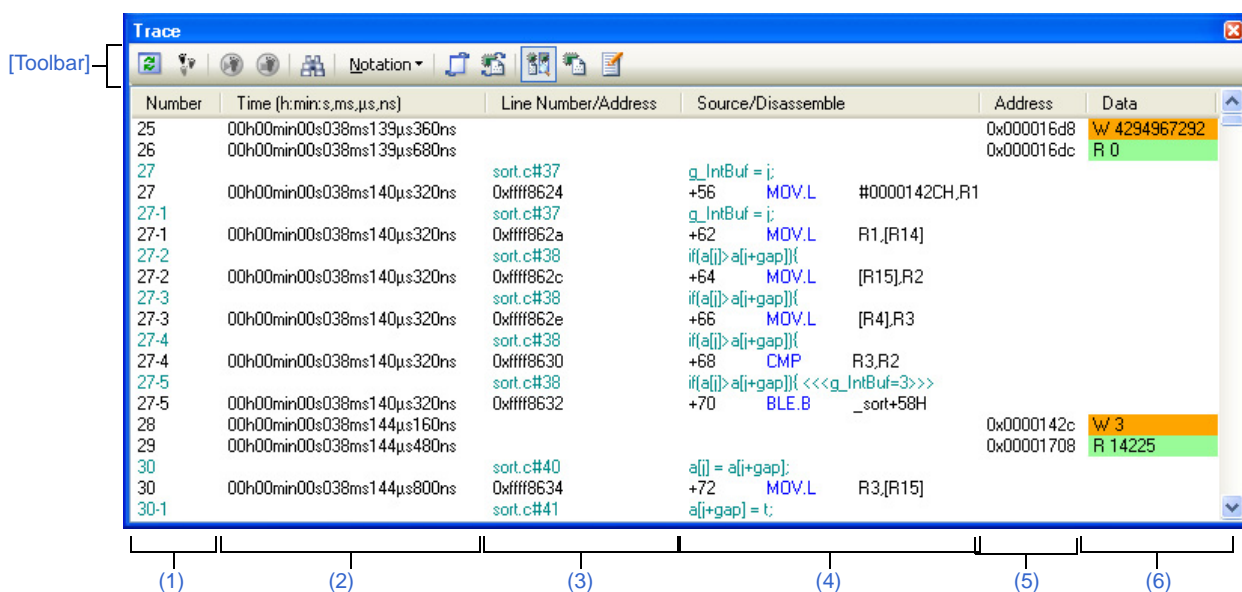 Trace
[Toolbar]
Notation
Number Time (h:min:s,ms,µs,ns) Line Number/Address Source/Disassemble Address Data
25 00h00min00s038ms139µs360ns 0x000016d8 W 4294967292
26 00h00min00s038ms139µs680ns 0x000016dc R 0
27 sort.c#37 g_IntBuf = j;
27 00h00min00s038ms140µs320ns 0xffff8624 +56 MOV.L #0000142CH,R1
27-1 sort.c#37 g_IntBuf = j;
27-1 00h00min00s038ms140µs320ns 0xffff862a +62 MOV.L R1,[R14]
27-2 sort.c#38 if(a[j]>a[j+gap]){
27-2 00h00min00s038ms140µs320ns 0xffff862c +64 MOV.L [R15],R2
27-3 sort.c#38 if(a[j]>a[j+gap]){
27-3 00h00min00s038ms140µs320ns 0xffff862e +66 MOV.L [R4],R3
27-4 sort.c#38 if(a[j]>a[j+gap]){
27-4 00h00min00s038ms140µs320ns 0xffff8630 +68 CMP R3,R2
27-5 sort.c#38 if(a[j]>a[j+gap]){ <<<g_IntBuf=3>>>
27-5 00h00min00s038ms140µs320ns 0xffff8632 +70 BLE.B _sort+58H
28 00h00min00s038ms144µs160ns 0x0000142c W 3
29 00h00min00s038ms144µs480ns 0x00001708 R 14225
30 sort.c#40 a[j] = a[j+gap];
30 00h00min00s038ms144µs800ns 0xffff8634 +72 MOV.L R3,[R15]
30-1 sort.c#41 a[j+gap] = t;
(1) (2) (3) (4) (5) (6)